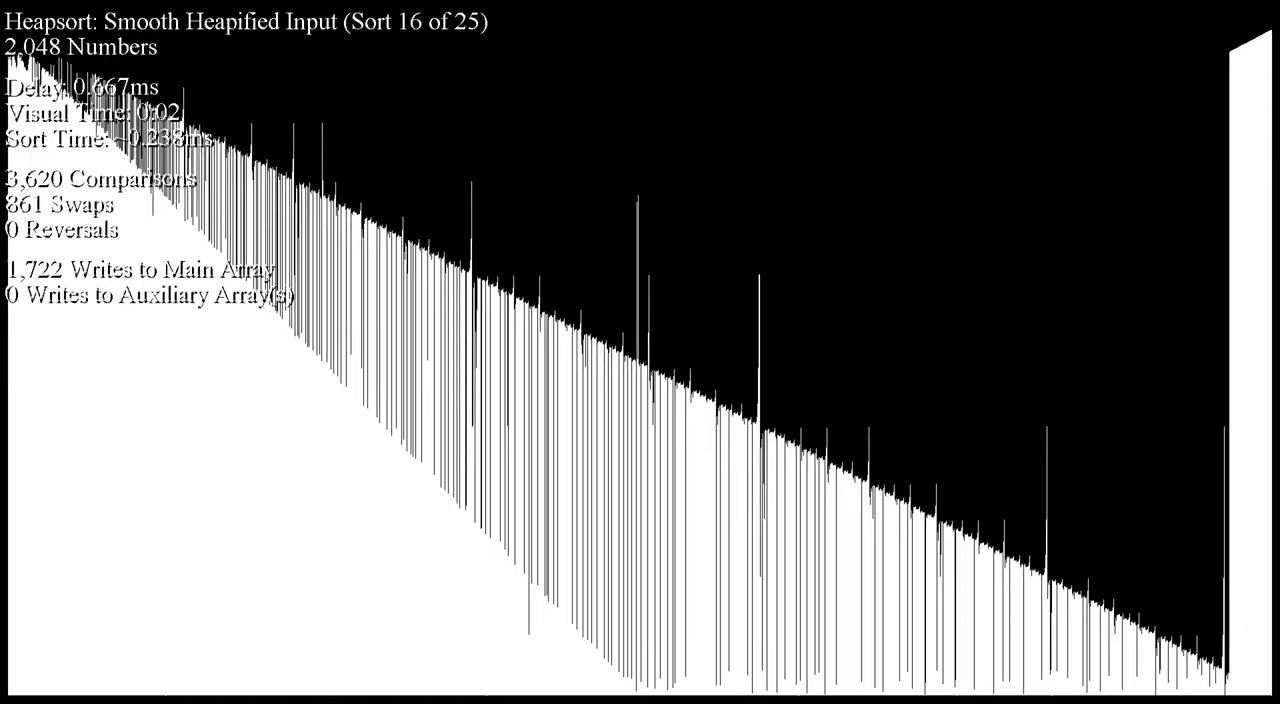 Heapsort: Smooth Heapified Input (Sort 16 of 25)
2,048 Numbers
Delay: 0.667ms
Visual Time: 0:02
Sort Time: ~0.238ms
3,620 Comparisons
861 Swaps
0 Reversals
1,722 Writes to Main Array
0 Writes to Auxiliary Array(s)